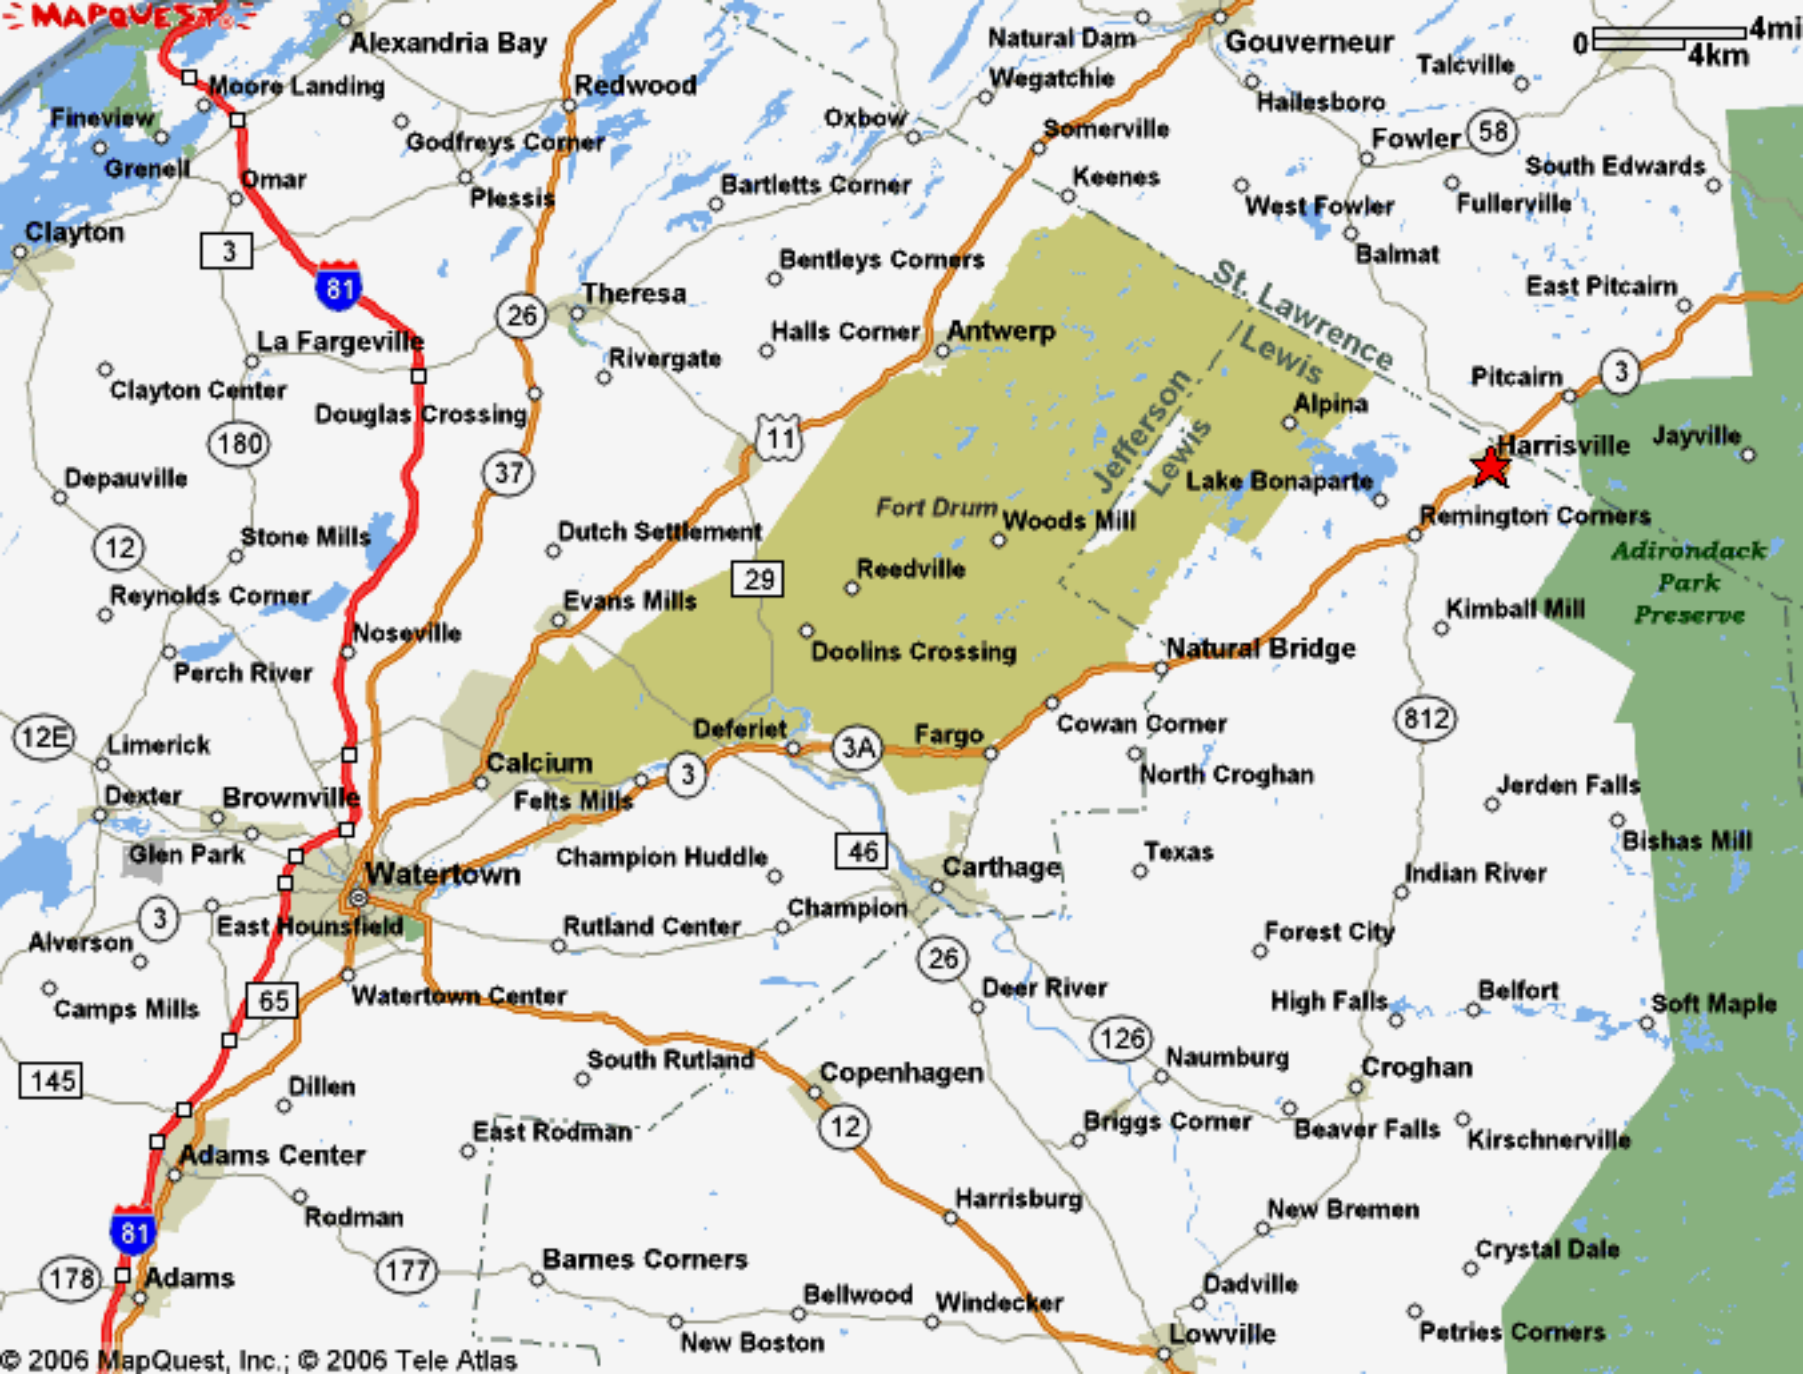 MAPQUEST
Alexandria Bay
Natural Dam
Gouverneur
0 4mi
4km
Moore Landing
Redwood
Wegatchie
Talcville
Hailesboro
Fineview
Godfreys Corner
Oxbow
Somerville
Fowler
58
Grenell
Omar
Plessis
Bartletts Corner
Keenes
South Edwards
West Fowler
Fullerville
Clayton
3
Bentleys Corners
Balmat
81
Theresa
St. Lawrence
East Pitcairn
26
La Fargeville
Halls Corner
Antwerp
Lewis
Rivergate
Pitcairn
3
Clayton Center
Douglas Crossing
Jefferson
Lewis
Alpina
180
11
Harrisville
Jayville
Depauville
37
Lake Bonaparte
Fort Drum
Woods Mill
Remington Corners
12
Stone Mills
Dutch Settlement
Adirondack
Park
Preserve
Reedville
29
Reynolds Corner
Evans Mills
Kimball Mill
Noseville
Doolins Crossing
Natural Bridge
Perch River
12E
Limerick
Deferiet
3A
Fargo
Cowan Corner
812
Calcium
3
North Croghan
Dexter
Brownville
Felts Mills
Jerden Falls
Glen Park
Champion Huddle
46
Texas
Bishas Mill
Watertown
Carthage
Indian River
3
East Hounsfield
Rutland Center
Champion
Forest City
Alverson
26
Camps Mills
65
Watertown Center
Deer River
High Falls
Belfort
Soft Maple
126
145
Dillen
South Rutland
Copenhagen
Naumburg
Croghan
East Rodman
12
Briggs Corner
Beaver Falls
Kirschnerville
Adams Center
Rodman
Harrisburg
New Bremen
81
178
Adams
177
Barnes Corners
Crystal Dale
Bellwood
Windecker
Dadville
New Boston
Lowville
Petries Corners
© 2006 MapQuest, Inc.; © 2006 Tele Atlas